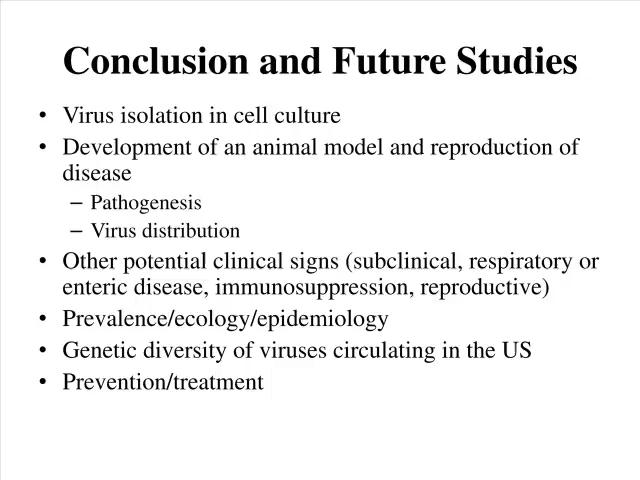 Conclusion and Future Studies
• Virus isolation in cell culture
• Development of an animal model and reproduction of
disease
– Pathogenesis
– Virus distribution
• Other potential clinical signs (subclinical, respiratory or
enteric disease, immunosuppression, reproductive)
• Prevalence/ecology/epidemiology
• Genetic diversity of viruses circulating in the US
• Prevention/treatment